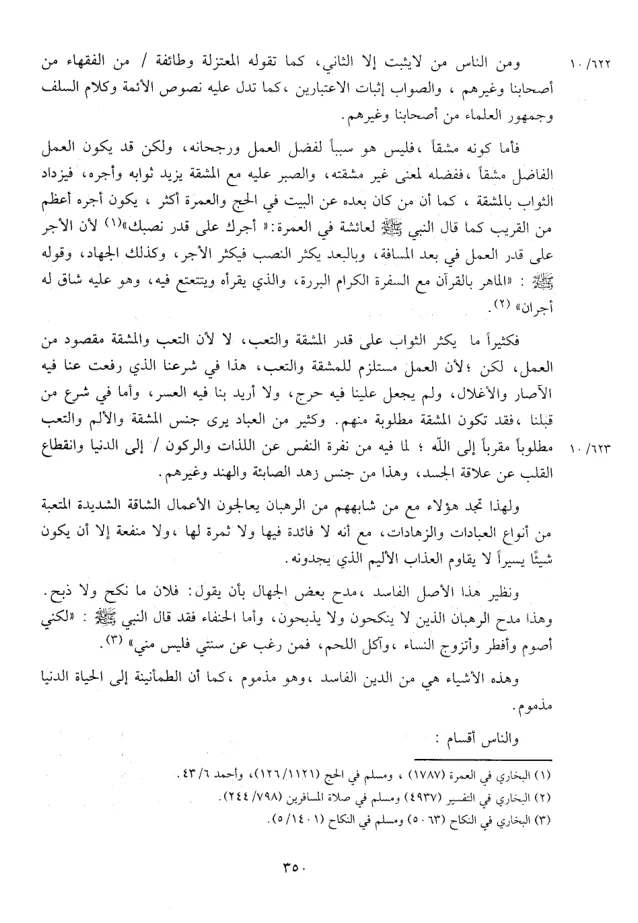 ١٠/٦٢٢ ومن الناس من لايثبت إلا الثاني، كما تقوله المعتزلة وطائفة / من الفقهاء من
أصحابنا وغيرهم ، والصواب إثبات الاعتبارين ،كما تدل عليه نصوص الأئمة وكلام السلف
وجمهور العلماء من أصحابنا وغيرهم.
فأما كونه مشقاً ،فليس هو سبباً لفضل العمل ورجحانه، ولكن قد يكون العمل
الفاضل مشقاً ،ففضله لمعنى غير مشقته، والصبر عليه مع المشقة يزيد ثوابه وأجره، فيزداد
الثواب بالمشقة ، كما أن من كان بعده عن البيت في الحج والعمرة أكثر ، يكون أجره أعظم
من القريب كما قال النبي ﷺ لعائشة في العمرة:« أجرك على قدر نصبك»(١) لأن الأجر
على قدر العمل في بعد المسافة، وبالبعد يكثر النصب فيكثر الأجر، وكذلك الجهاد، وقوله
ﷺ : «الماهر بالقرآن مع السفرة الكرام البررة، والذي يقرأه ويتتعتع فيه، وهو عليه شاق له
أجران» (٢).
فكثيراً ما يكثر الثواب على قدر المشقة والتعب، لا لأن التعب والمشقة مقصود من
العمل، لكن ؛لأن العمل مستلزم للمشقة والتعب، هذا في شرعنا الذي رفعت عنا فيه
الآصار والأغلال، ولم يجعل علينا فيه حرج، ولا أريد بنا فيه العسر، وأما في شرع من
قبلنا ،فقد تكون المشقة مطلوبة منهم. وكثير من العباد يرى جنس المشقة والألم والتعب
١٠/٦٢٣ مطلوباً مقرباً إلى الله ؛ لما فيه من نفرة النفس عن اللذات والركون / إلى الدنيا وانقطاع
القلب عن علاقة الجسد، وهذا من جنس زهد الصابئة والهند وغيرهم.
ولهذا تجد هؤلاء مع من شابههم من الرهبان يعالجون الأعمال الشاقة الشديدة المتعبة
من أنواع العبادات والزهادات، مع أنه لا فائدة فيها ولا ثمرة لها ،ولا منفعة إلا أن يكون
شيئًا يسيراً لا يقاوم العذاب الأليم الذي يجدونه.
ونظير هذا الأصل الفاسد ،مدح بعض الجهال بأن يقول: فلان ما نكح ولا ذبح.
وهذا مدح الرهبان الذين لا ينكحون ولا يذبحون، وأما الحنفاء فقد قال النبي ﷺ : «لكني
أصوم وأفطر وأتزوج النساء ،وآكل اللحم، فمن رغب عن سنتي فليس مني» (٣).
وهذه الأشياء هي من الدين الفاسد ،وهو مذموم ،كما أن الطمأنينة إلى الحياة الدنيا
مذموم.
والناس أقسام :
(١) البخاري في العمرة (١٧٨٧) ، ومسلم في الحج (١٢٦/١١٢١)، وأحمد ٤٣/٦.
(٢) البخاري في التفسير (٤٩٣٧) ومسلم في صلاة المسافرين (٢٤٤/٧٩٨).
(٣) البخاري في النكاح (٥٠٦٣) ومسلم في النكاح (٥/١٤٠١).
٣٥٠